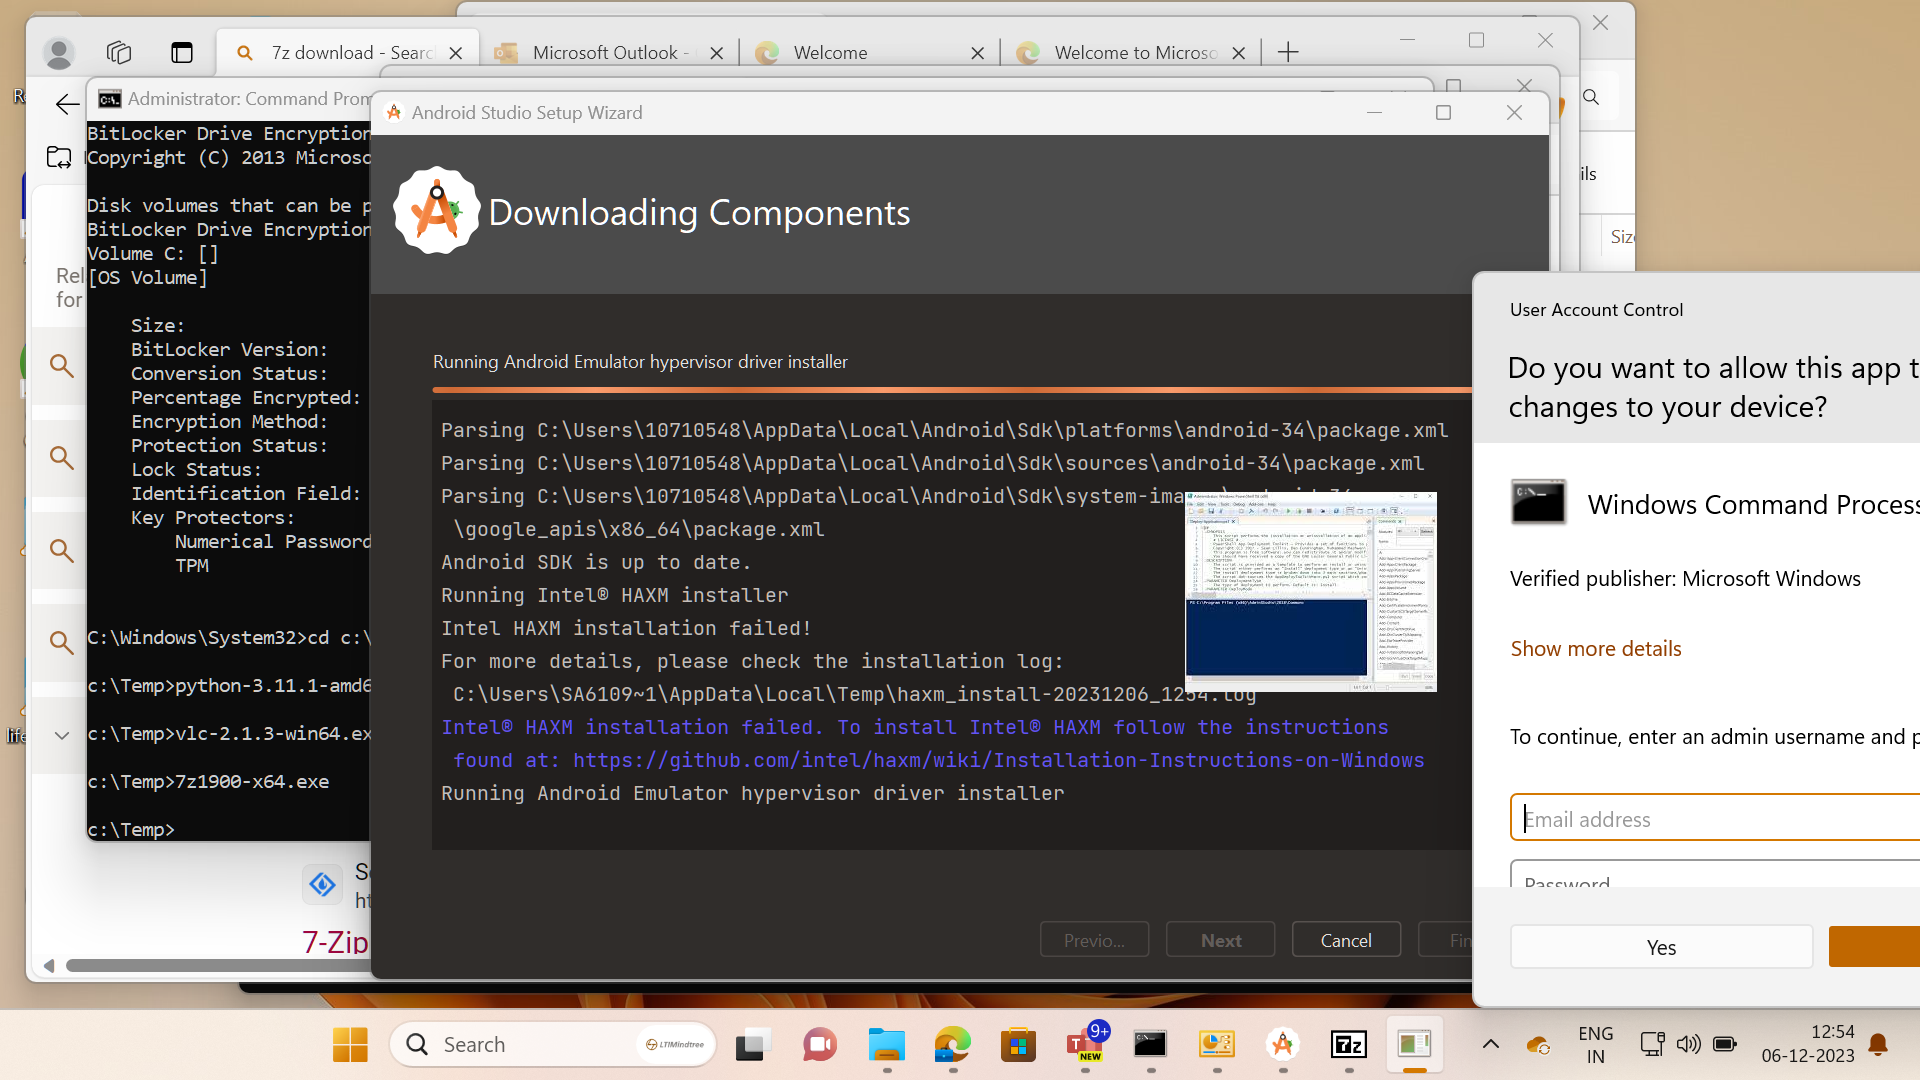 7z download - Searc
Microsoft Outlook -
Welcome
Welcome to Microso
Administrator: Command Prom
BitLocker Drive Encryption
Copyright (C) 2013 Microso
Disk volumes that can be p
BitLocker Drive Encryption
Volume C: []
[OS Volume]
Size:
BitLocker Version:
Conversion Status:
Percentage Encrypted:
Encryption Method:
Protection Status:
Lock Status:
Identification Field:
Key Protectors:
Numerical Password
TPM
C:\Windows\System32>cd c:\
c:\Temp>python-3.11.1-amd6
c:\Temp>vlc-2.1.3-win64.ex
c:\Temp>7z1900-x64.exe
c:\Temp>
Rel
for
life
7-Zip
Android Studio Setup Wizard
Downloading Components
Running Android Emulator hypervisor driver installer
Parsing C:\Users\10710548\AppData\Local\Android\Sdk\platforms\android-34\package.xml
Parsing C:\Users\10710548\AppData\Local\Android\Sdk\sources\android-34\package.xml
Parsing C:\Users\10710548\AppData\Local\Android\Sdk\system-images\android-34
\google_apis\x86_64\package.xml
Android SDK is up to date.
Running Intel® HAXM installer
Intel HAXM installation failed!
For more details, please check the installation log:
C:\Users\SA6109~1\AppData\Local\Temp\haxm_install-20231206_1254.log
Intel® HAXM installation failed. To install Intel® HAXM follow the instructions
found at: https://github.com/intel/haxm/wiki/Installation-Instructions-on-Windows
Running Android Emulator hypervisor driver installer
Previo...
Next
Cancel
Fin
ils
Size
User Account Control
Do you want to allow this app t
changes to your device?
Windows Command Process
Verified publisher: Microsoft Windows
Show more details
To continue, enter an admin username and p
Email address
Password
Yes
Search
LTIMindtree
9+
NEW
7z
ENG
IN
12:54
06-12-2023